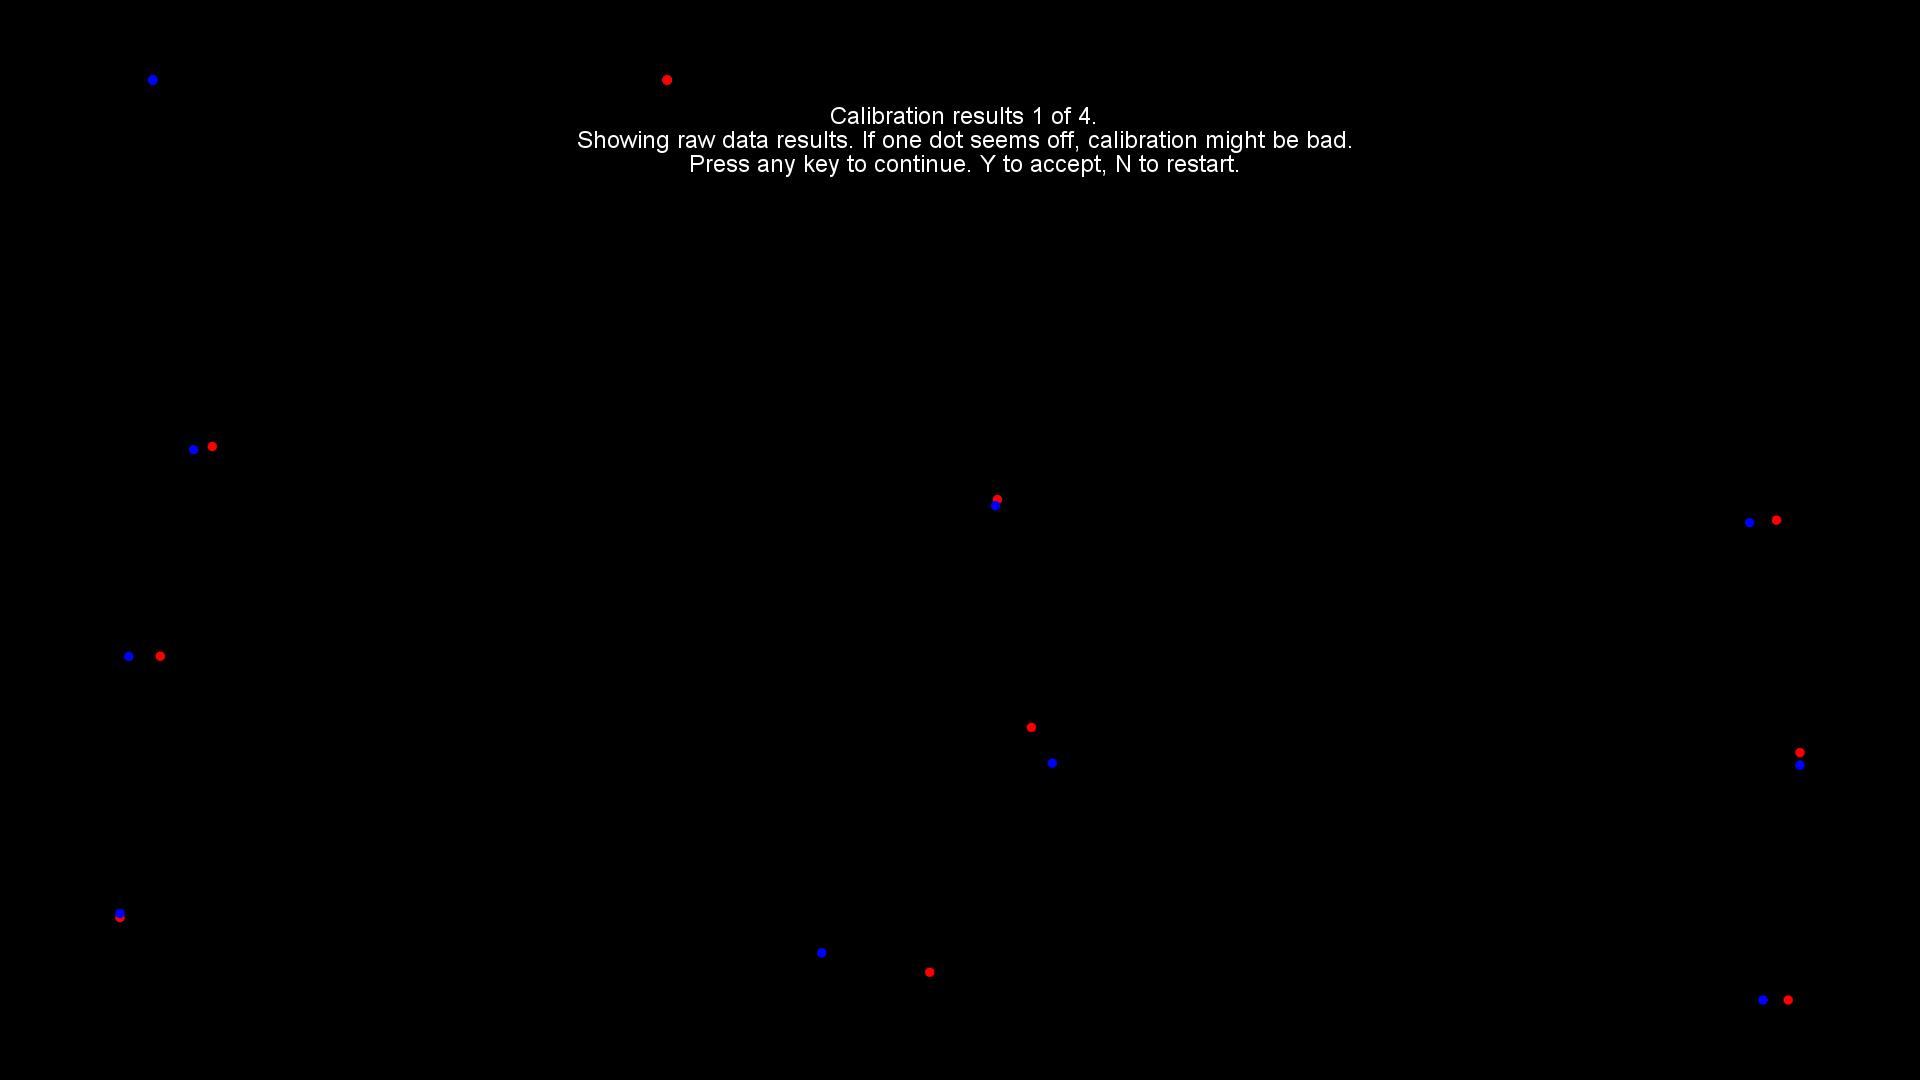 Calibration results 1 of 4.
Showing raw data results. If one dot seems off, calibration might be bad.
Press any key to continue. Y to accept, N to restart.